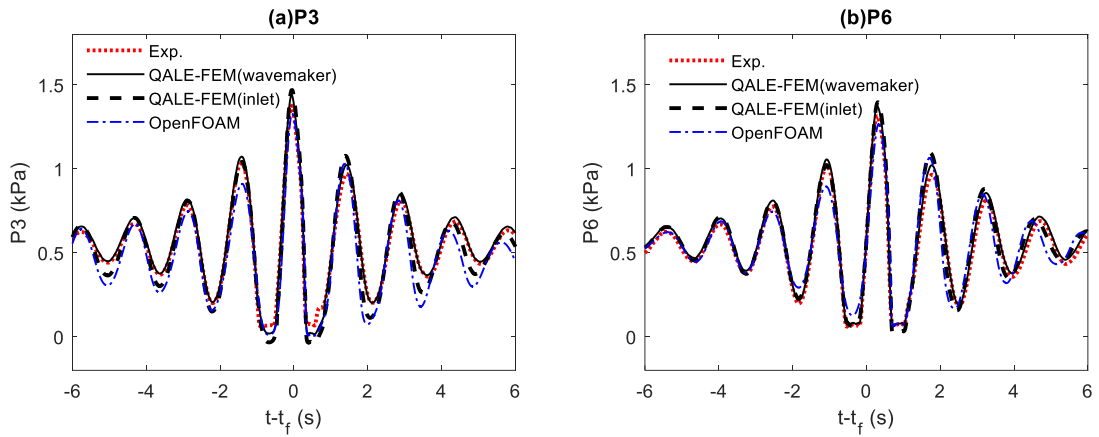 (a)P3
Exp.
QALE-FEM(wavemaker)
QALE-FEM(inlet)
OpenFOAM
1.5
1
0.5
0
P3 (kPa)
-6
-4
-2
0
2
4
6
t-t_f (s)
(b)P6
Exp.
QALE-FEM(wavemaker)
QALE-FEM(inlet)
OpenFOAM
1.5
1
0.5
0
P6 (kPa)
-6
-4
-2
0
2
4
6
t-t_f (s)